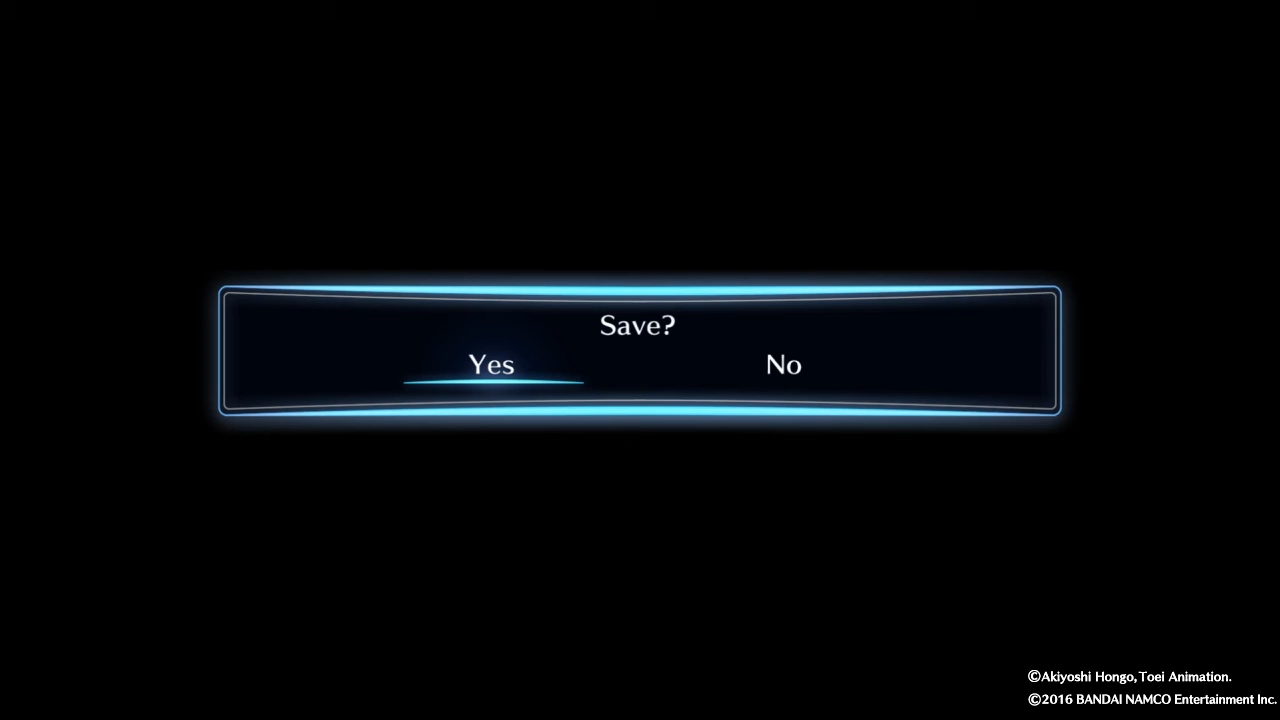 Save?
Yes No
©Akiyoshi Hongo, Toei Animation.
©2016 BANDAI NAMCO Entertainment Inc.